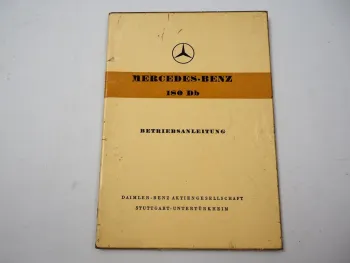 MERCEDES-BENZ
180 Db
BETRIEBSANLEITUNG
DAIMLER-BENZ AKTIENGESELLSCHAFT
STUTTGART-UNTERTÜRKHEIM